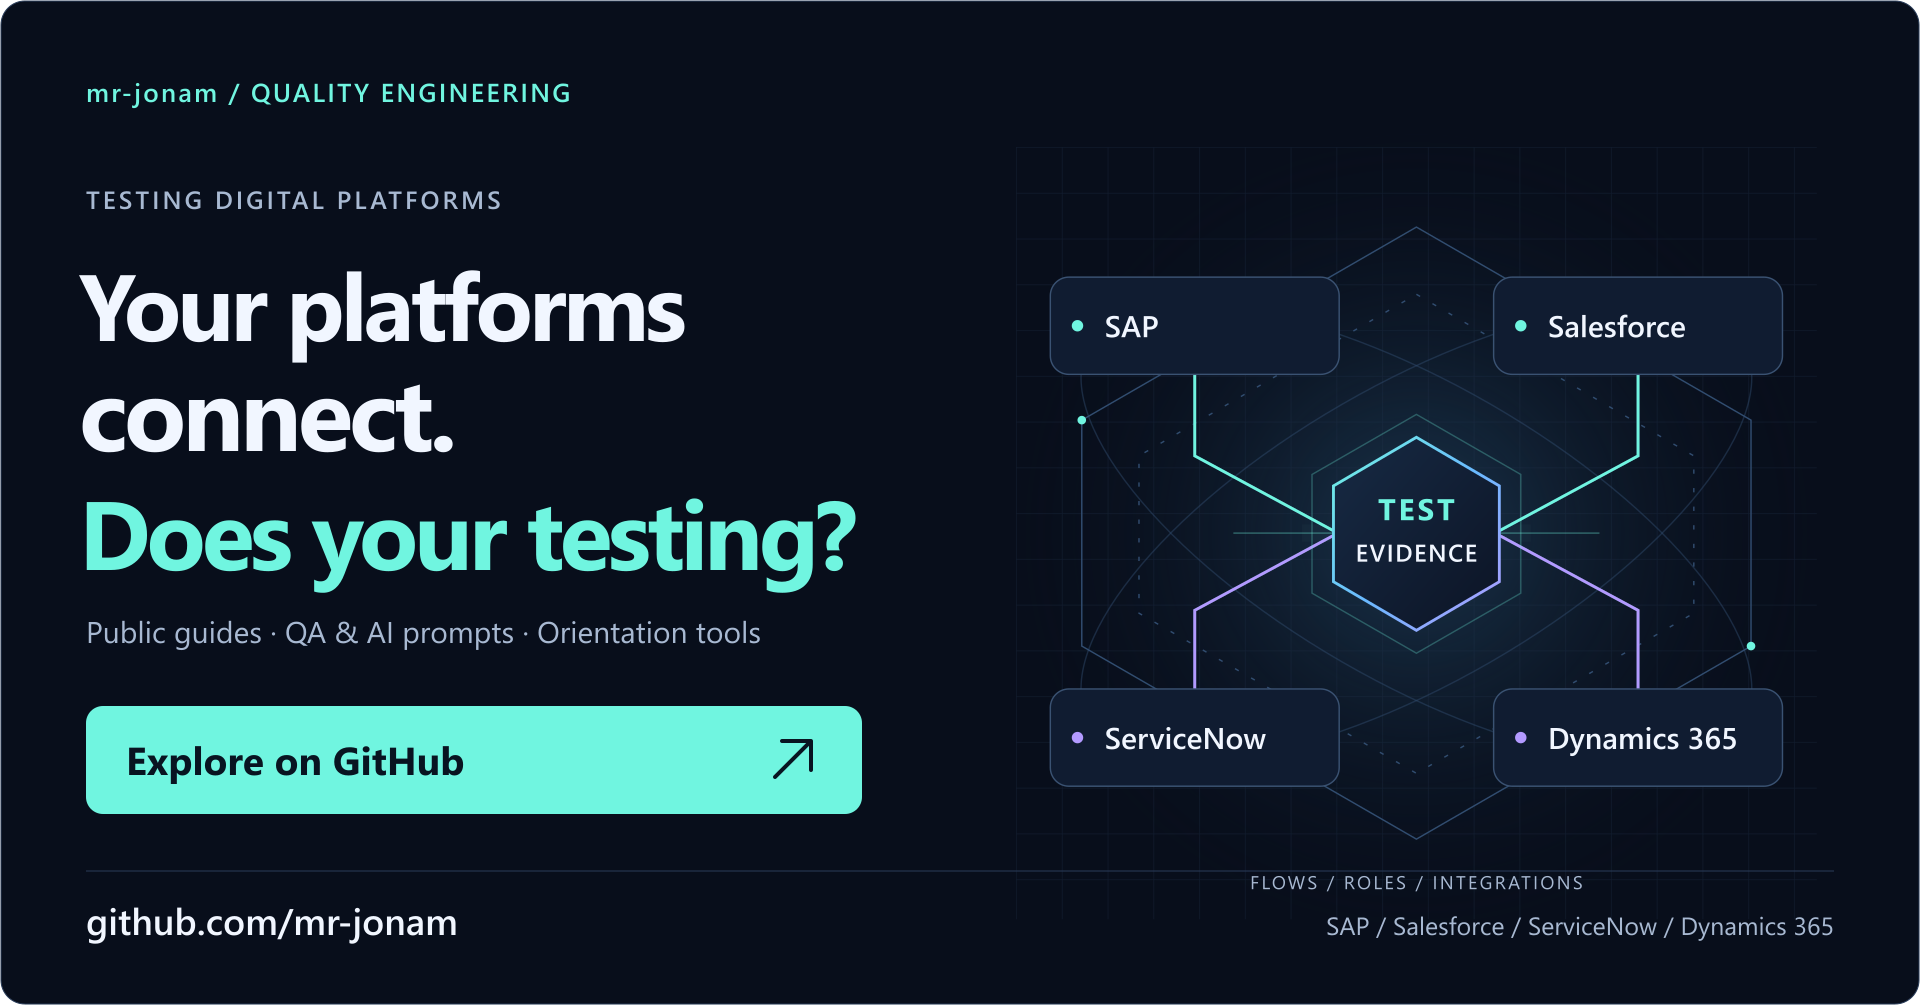 mr-jonam / QUALITY ENGINEERING
TESTING DIGITAL PLATFORMS
Your platforms
connect.
Does your testing?
Public guides · QA & AI prompts · Orientation tools
Explore on GitHub
SAP
Salesforce
TEST
EVIDENCE
ServiceNow
Dynamics 365
FLOWS / ROLES / INTEGRATIONS
github.com/mr-jonam
SAP / Salesforce / ServiceNow / Dynamics 365